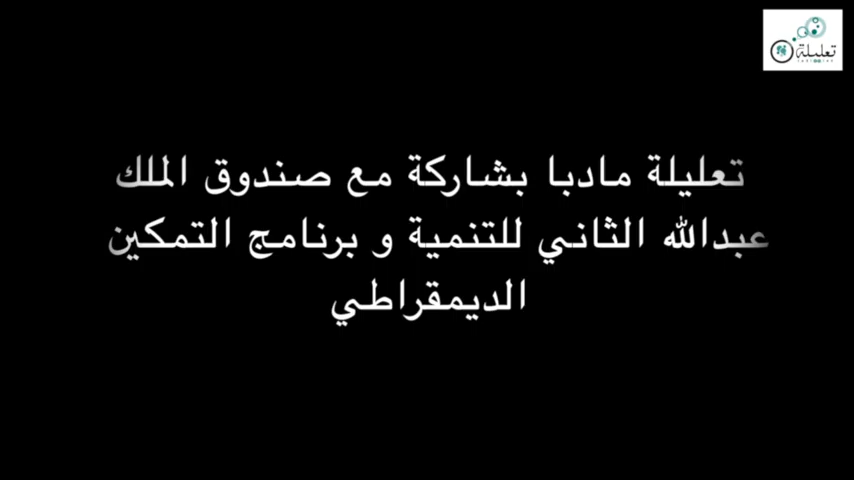 تعليلة
تعليلة مادبا بشاركة مع صندوق الملك
عبدالله الثاني للتنمية و برنامج التمكين
الديمقراطي